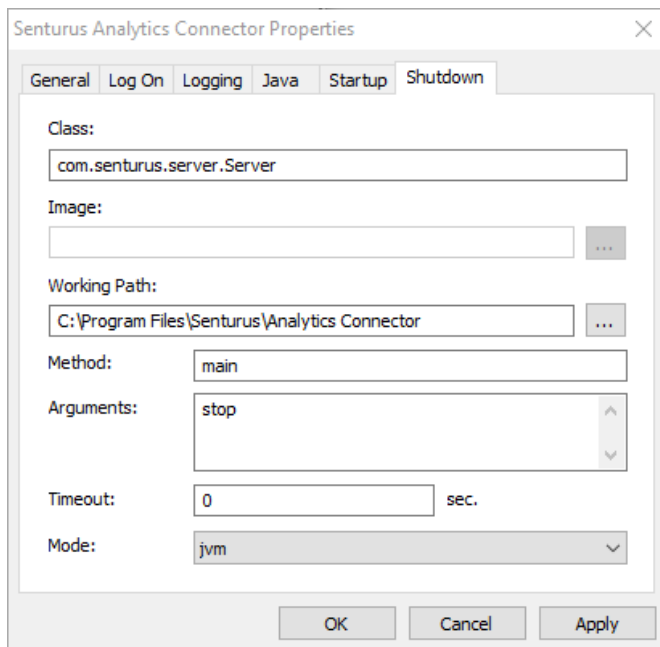 Senturus Analytics Connector Properties
General Log On Logging Java Startup Shutdown
Class:
com.senturus.server.Server
Image:
...
Working Path:
C:\Program Files\Senturus\Analytics Connector ...
Method: main
Arguments: stop
Timeout: 0 sec.
Mode: jvm
OK Cancel Apply